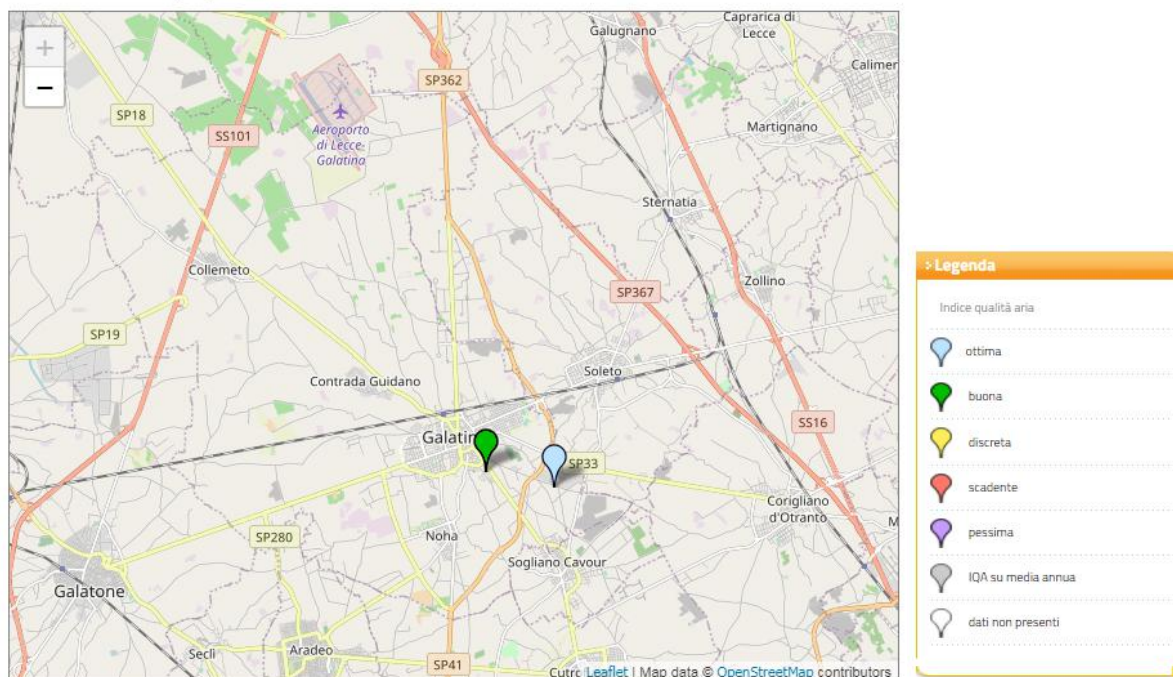 +
−
Caprarica di
Lecce
Galugnano
Calimer
SP362
SP18
SS101
Aeroporto
di Lecce-
Galatina
Martignano
Sternatia
Collemeto
Zollino
SP367
SP19
Soleto
Contrada Guidano
SS16
Galatin
SP33
Corigliano
d'Otranto
M
SP280
Noha
Sogliano Cavour
Galatone
Aradeo
Seclì
SP41
Cutro
Leaflet | Map data © OpenStreetMap contributors
Legenda
Indice qualità aria
ottima
buona
discreta
scadente
pessima
IQA su media annua
dati non presenti